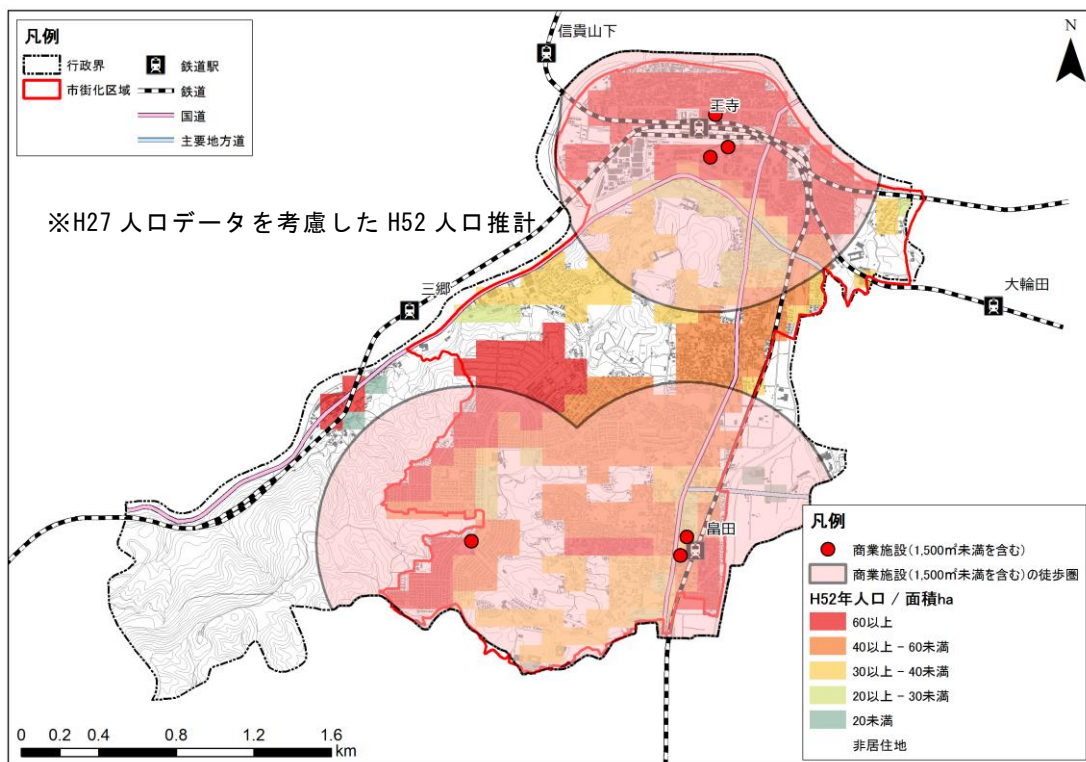 凡例
行政界
鉄道駅
市街化区域
鉄道
国道
主要地方道
信貴山下
N
王寺
※H27 人口データを考慮した H52 人口推計
三郷
大輪田
畠田
凡例
商業施設(1,500㎡未満を含む)
商業施設(1,500㎡未満を含む)の徒歩圏
H52年人口 / 面積ha
60以上
40以上 - 60未満
30以上 - 40未満
20以上 - 30未満
20未満
非居住地
0 0.2 0.4 0.8 1.2 1.6
km